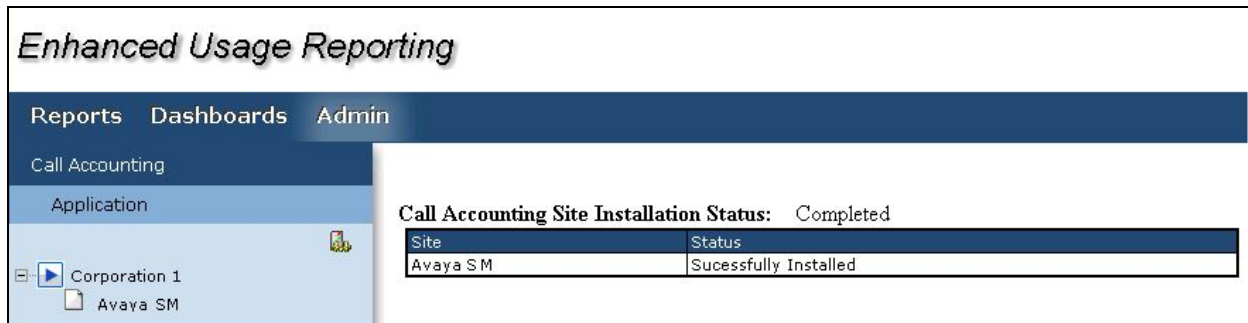 Enhanced Usage Reporting
Reports Dashboards Admin
Call Accounting
Application
Corporation 1
Avaya SM
Call Accounting Site Installation Status: Completed
Site Status
Avaya SM Sucessfully Installed